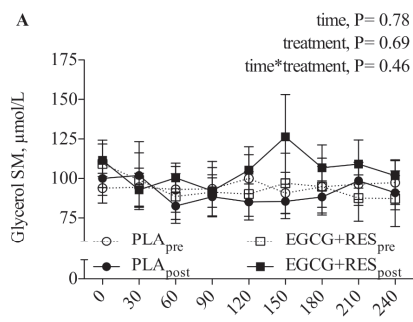 A
time, P= 0.78
treatment, P= 0.69
time*treatment, P= 0.46
Glycerol SM, μmol/L
175
150
125
100
75
0
PLApre
EGCG+RESpre
PLApost
EGCG+RESpost
0
30
60
90
120
150
180
210
240